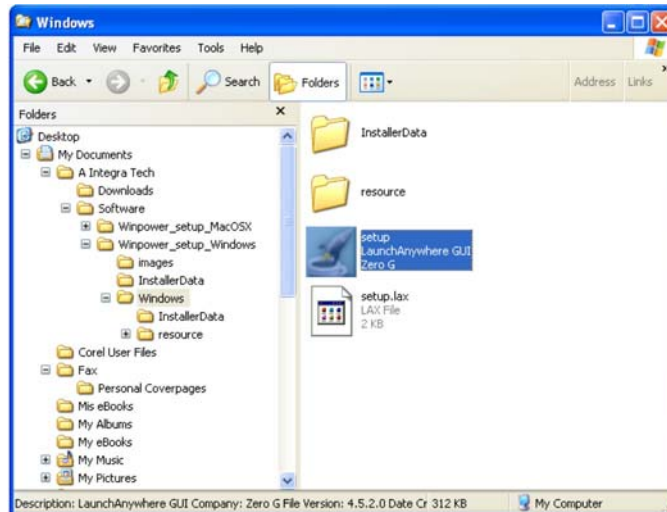 Windows
File Edit View Favorites Tools Help
Back Search Folders Address Links
Folders
Desktop
My Documents
A Integra Tech
Downloads
Software
Winpower_setup_MacOSX
Winpower_setup_Windows
images
InstallerData
Windows
InstallerData
resource
Corel User Files
Fax
Personal Coverpages
Mis eBooks
My Albums
My eBooks
My Music
My Pictures
InstallerData
resource
setup
LaunchAnywhere GUI
Zero G
setup.lax
LAX File
2 KB
Description: LaunchAnywhere GUI Company: Zero G File Version: 4.5.2.0 Date Cr 312 KB My Computer